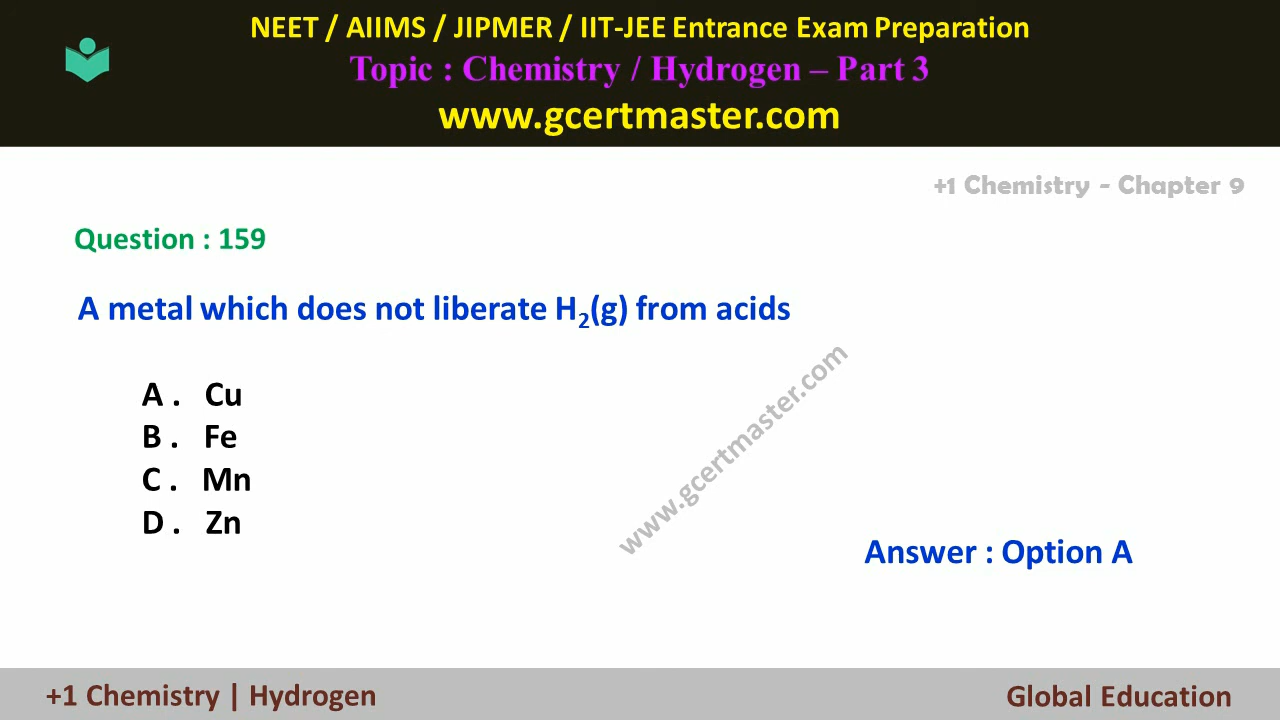 NEET / AIIMS / JIPMER / IIT-JEE Entrance Exam Preparation
Topic : Chemistry / Hydrogen – Part 3
www.gcertmaster.com
+1 Chemistry - Chapter 9
Question : 159
A metal which does not liberate H₂(g) from acids
A . Cu
B . Fe
C . Mn
D . Zn
www.gcertmaster.com
Answer : Option A
+1 Chemistry | Hydrogen
Global Education